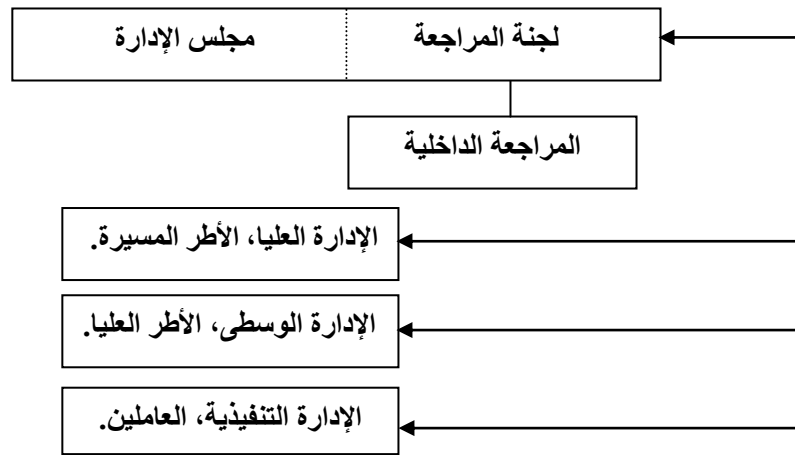 لجنة المراجعة
مجلس الإدارة
المراجعة الداخلية
الإدارة العليا، الأطر المسيرة.
الإدارة الوسطى، الأطر العليا.
الإدارة التنفيذية، العاملين.